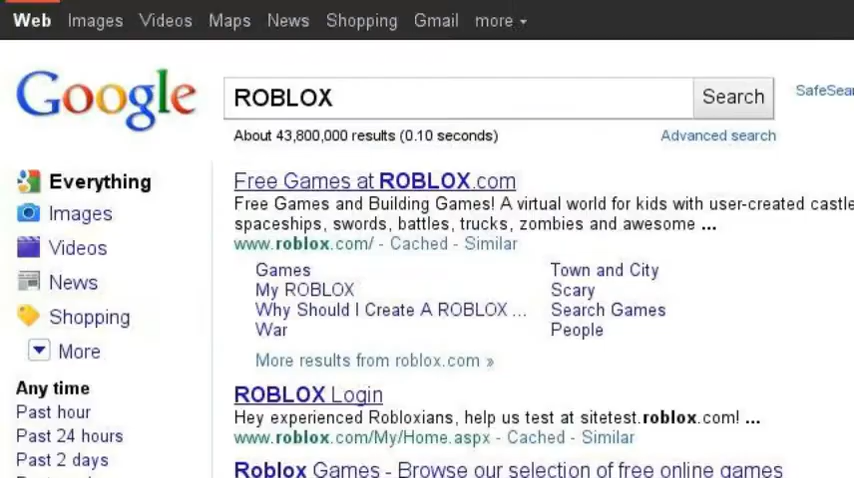 Web Images Videos Maps News Shopping Gmail more
Google
ROBLOX
Search
SafeSear
About 43,800,000 results (0.10 seconds)
Advanced search
Everything
Images
Videos
News
Shopping
More
Any time
Past hour
Past 24 hours
Past 2 days
Free Games at ROBLOX.com
Free Games and Building Games! A virtual world for kids with user-created castle
spaceships, swords, battles, trucks, zombies and awesome ...
www.roblox.com/ - Cached - Similar
Games
My ROBLOX
Why Should I Create A ROBLOX ...
War
Town and City
Scary
Search Games
People
More results from roblox.com »
ROBLOX Login
Hey experienced Robloxians, help us test at sitetest.roblox.com! ...
www.roblox.com/My/Home.aspx - Cached - Similar
Roblox Games - Browse our selection of free online games